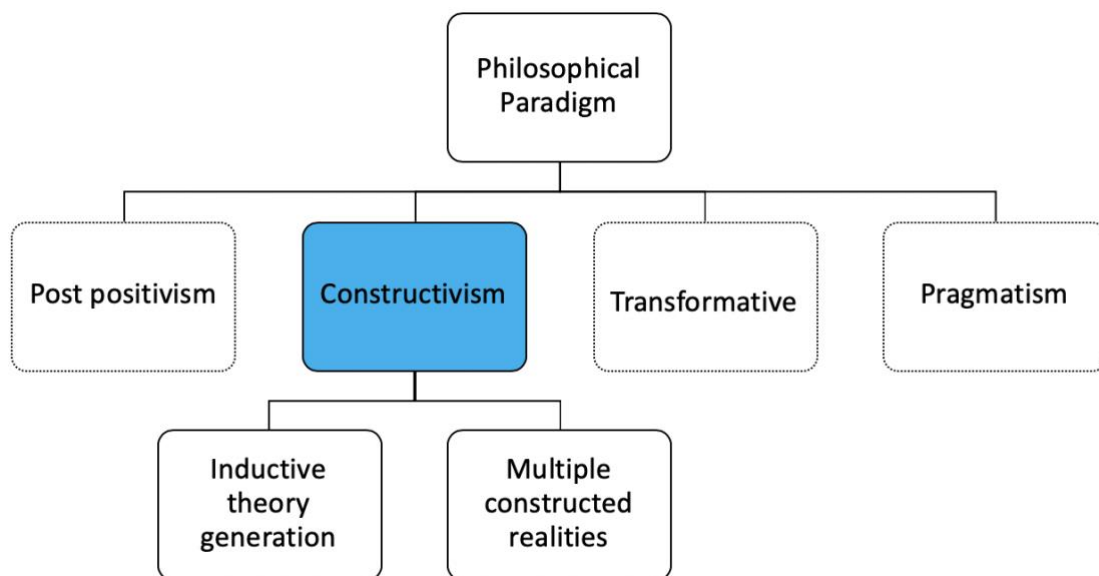 Philosophical
Paradigm
Post positivism
Constructivism
Transformative
Pragmatism
Inductive
theory
generation
Multiple
constructed
realities